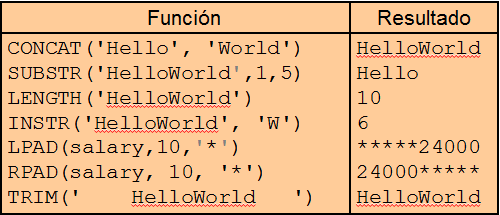 Función Resultado
CONCAT('Hello', 'World') HelloWorld
SUBSTR('HelloWorld',1,5) Hello
LENGTH('HelloWorld') 10
INSTR('HelloWorld', 'W') 6
LPAD(salary,10,'*') *****24000
RPAD(salary, 10, '*') 24000*****
TRIM('    HelloWorld   ') HelloWorld